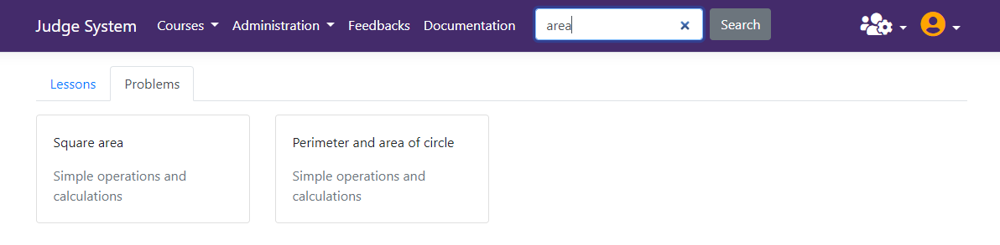 Judge System Courses Administration Feedbacks Documentation area Search
Lessons Problems
Square area
Simple operations and
calculations
Perimeter and area of circle
Simple operations and
calculations